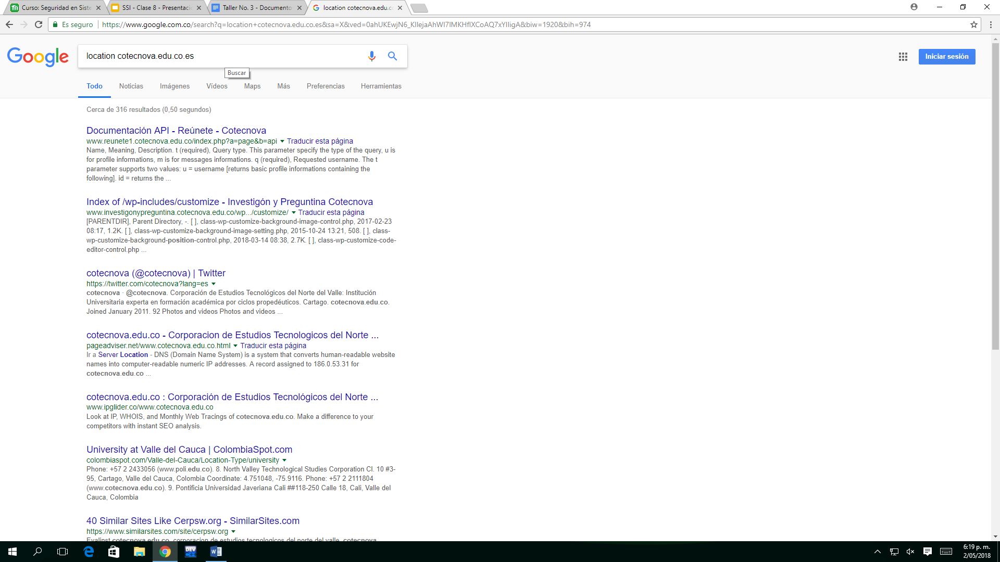 Curso: Seguridad en Siste
SSI - Clase 8 - Presentaci
Taller No. 3 - Documento
location cotecnova.edu.c
Es seguro
https://www.google.com.co/search?q=location+cotecnova.edu.co.es&sa=X&ved=0ahUKEwjN6_KIlejaAhWI7IMKHflXCoAQ7xYIIigA&biw=1920&bih=974
Google
location cotecnova.edu.co.es
Iniciar sesión
Buscar
Todo
Noticias
Imágenes
Vídeos
Maps
Más
Preferencias
Herramientas
Cerca de 316 resultados (0,50 segundos)
Documentación API - Reúnete - Cotecnova
www.reunete1.cotecnova.edu.co/index.php?a=page&b=api Traducir esta página
Name, Meaning, Description. t (required), Query type. This parameter specify the type of the query, u is
for profile informations, m is for messages informations. q (required), Requested username. The t
parameter supports two values: u = username [returns basic profile informations containing the
following]. id = returns the ...
Index of /wp-includes/customize - Investigón y Preguntina Cotecnova
www.investigonypreguntina.cotecnova.edu.co/wp.../customize/ Traducir esta página
[PARENTDIR], Parent Directory, -. [ ], class-wp-customize-background-image-control.php, 2017-02-23
08:17, 1.2K. [ ], class-wp-customize-background-image-setting.php, 2015-10-24 13:21, 508. [ ], class-
wp-customize-background-position-control.php, 2018-03-14 08:38, 2.7K. [ ], class-wp-customize-code-
editor-control.php ...
cotecnova (@cotecnova) | Twitter
https://twitter.com/cotecnova?lang=es
cotecnova · @cotecnova. Corporación de Estudios Tecnológicos del Norte del Valle: Institución
Universitaria experta en formación académica por ciclos propedéuticos. Cartago. cotecnova.edu.co.
Joined January 2011. 92 Photos and videos Photos and videos ...
cotecnova.edu.co - Corporacion de Estudios Tecnologicos del Norte ...
pageadviser.net/www.cotecnova.edu.co.html Traducir esta página
Ir a Server Location - DNS (Domain Name System) is a system that converts human-readable website
names into computer-readable numeric IP addresses. A record assigned to 186.0.53.31 for
cotecnova.edu.co ...
cotecnova.edu.co : Corporación de Estudios Tecnológicos del Norte ...
www.ipglider.co/www.cotecnova.edu.co
Look at IP, WHOIS, and Monthly Web Tracings of cotecnova.edu.co. Make a difference to your
competitors with instant SEO analysis.
University at Valle del Cauca | ColombiaSpot.com
colombiaspot.com/Valle-del-Cauca/Location-Type/university
Phone: +57 2 2433056 (www.poli.edu.co). 8. North Valley Technological Studies Corporation Cl. 10 #3-
95, Cartago, Valle del Cauca, Colombia Coordinate: 4.751048, -75.9116. Phone: +57 2 2111804
(www.cotecnova.edu.co). 9. Pontificia Universidad Javeriana Cali ##118-250 Calle 18, Cali, Valle del
Cauca, Colombia
40 Similar Sites Like Cerpsw.org - SimilarSites.com
https://www.similarsites.com/site/cerpsw.org
Evalinst cotecnova.edu.co. corporacion de estudios tecnologicos del norte del valle. cotecnova.
DEV
C++
6:19 p. m.
2/05/2018